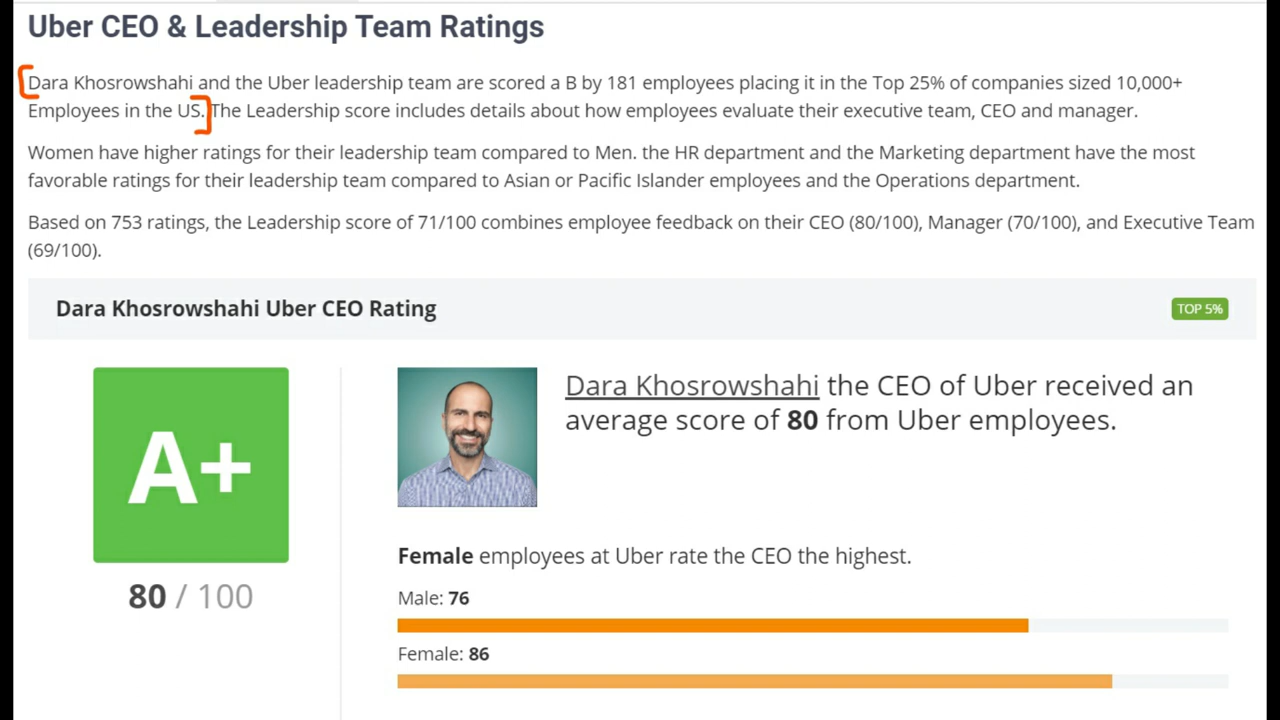 Uber CEO & Leadership Team Ratings
Dara Khosrowshahi and the Uber leadership team are scored a B by 181 employees placing it in the Top 25% of companies sized 10,000+
Employees in the US. The Leadership score includes details about how employees evaluate their executive team, CEO and manager.
Women have higher ratings for their leadership team compared to Men. the HR department and the Marketing department have the most
favorable ratings for their leadership team compared to Asian or Pacific Islander employees and the Operations department.
Based on 753 ratings, the Leadership score of 71/100 combines employee feedback on their CEO (80/100), Manager (70/100), and Executive Team
(69/100).
Dara Khosrowshahi Uber CEO Rating
TOP 5%
A+
80 / 100
Dara Khosrowshahi the CEO of Uber received an
average score of 80 from Uber employees.
Female employees at Uber rate the CEO the highest.
Male: 76
Female: 86